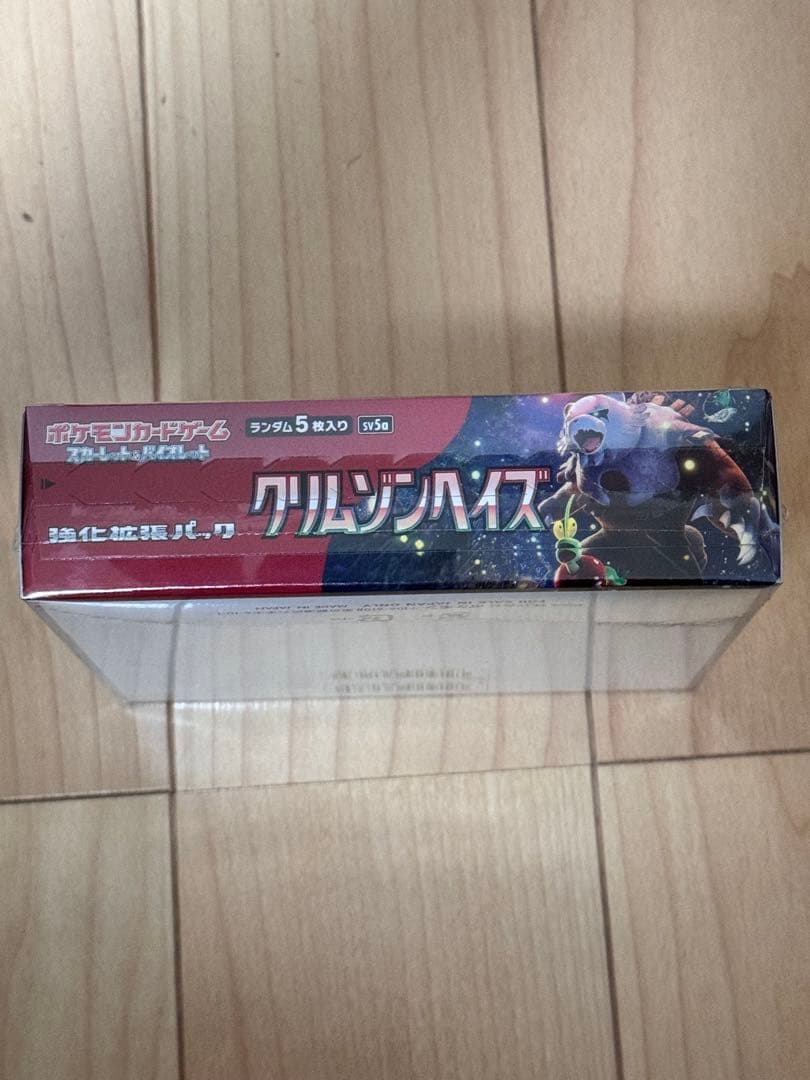 ポケモンカードゲーム
スカーレット&バイオレット
ランダム5枚入り
SV5a
クリムゾンヘイズ
強化拡張パック